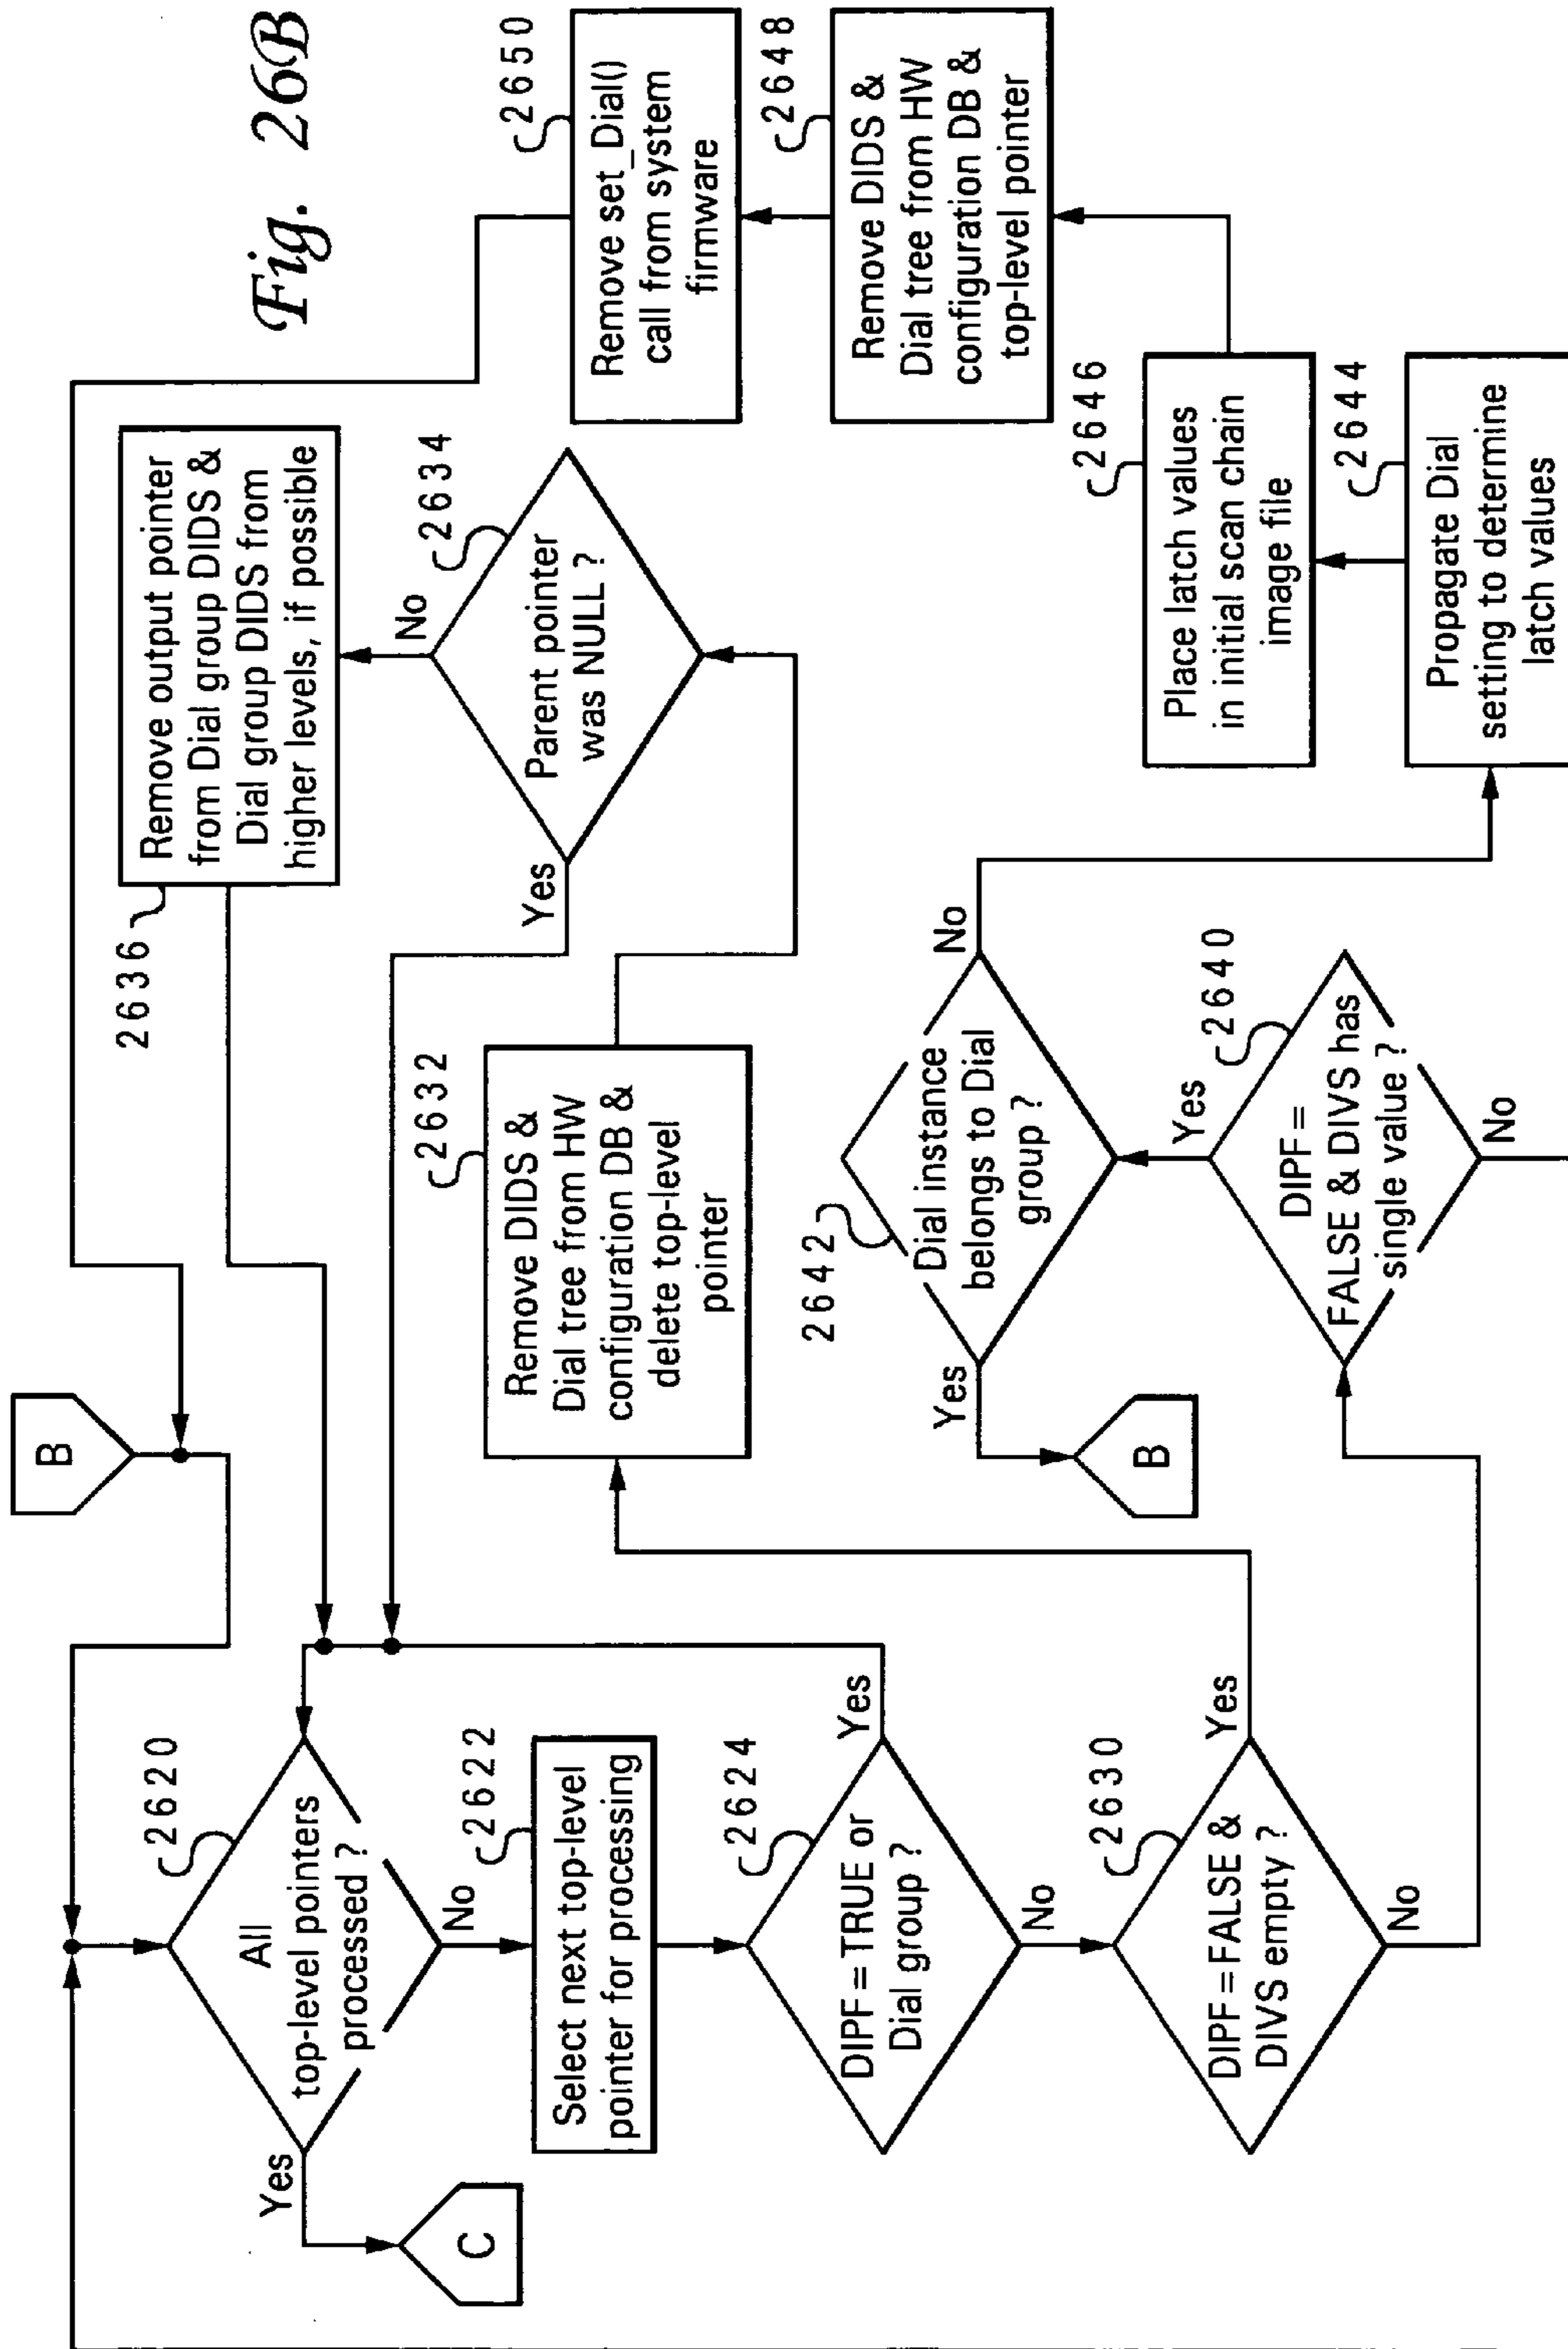 Fig. 26B
B
2620
All
top-level pointers
processed ?
Yes
No
C
2622
Select next top-level
pointer for processing
2624
DIPF = TRUE or
Dial group ?
Yes
No
2630
DIPF=FALSE &
DIVS empty ?
Yes
No
2632
Remove DIDS &
Dial tree from HW
configuration DB &
delete top-level
pointer
2634
Parent pointer
was NULL ?
Yes
No
2636
Remove output pointer
from Dial group DIDS &
Dial group DIDS from
higher levels, if possible
2640
DIPF =
FALSE & DIVS has
single value ?
Yes
No
2642
Dial instance
belongs to Dial
group ?
Yes
No
B
2644
Propagate Dial
setting to determine
latch values
2646
Place latch values
in initial scan chain
image file
2648
Remove DIDS &
Dial tree from HW
configuration DB &
top-level pointer
2650
Remove set_Dial()
call from system
firmware